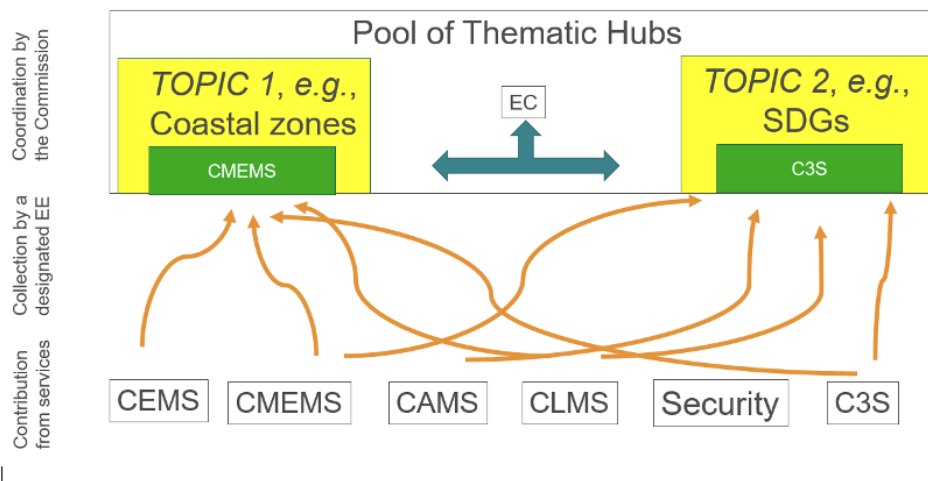 Pool of Thematic Hubs
Coordination by
the Commission
TOPIC 1, e.g.,
Coastal zones
CMEMS
EC
TOPIC 2, e.g.,
SDGs
C3S
Collection by a
designated EE
Contribution
from services
CEMS
CMEMS
CAMS
CLMS
Security
C3S